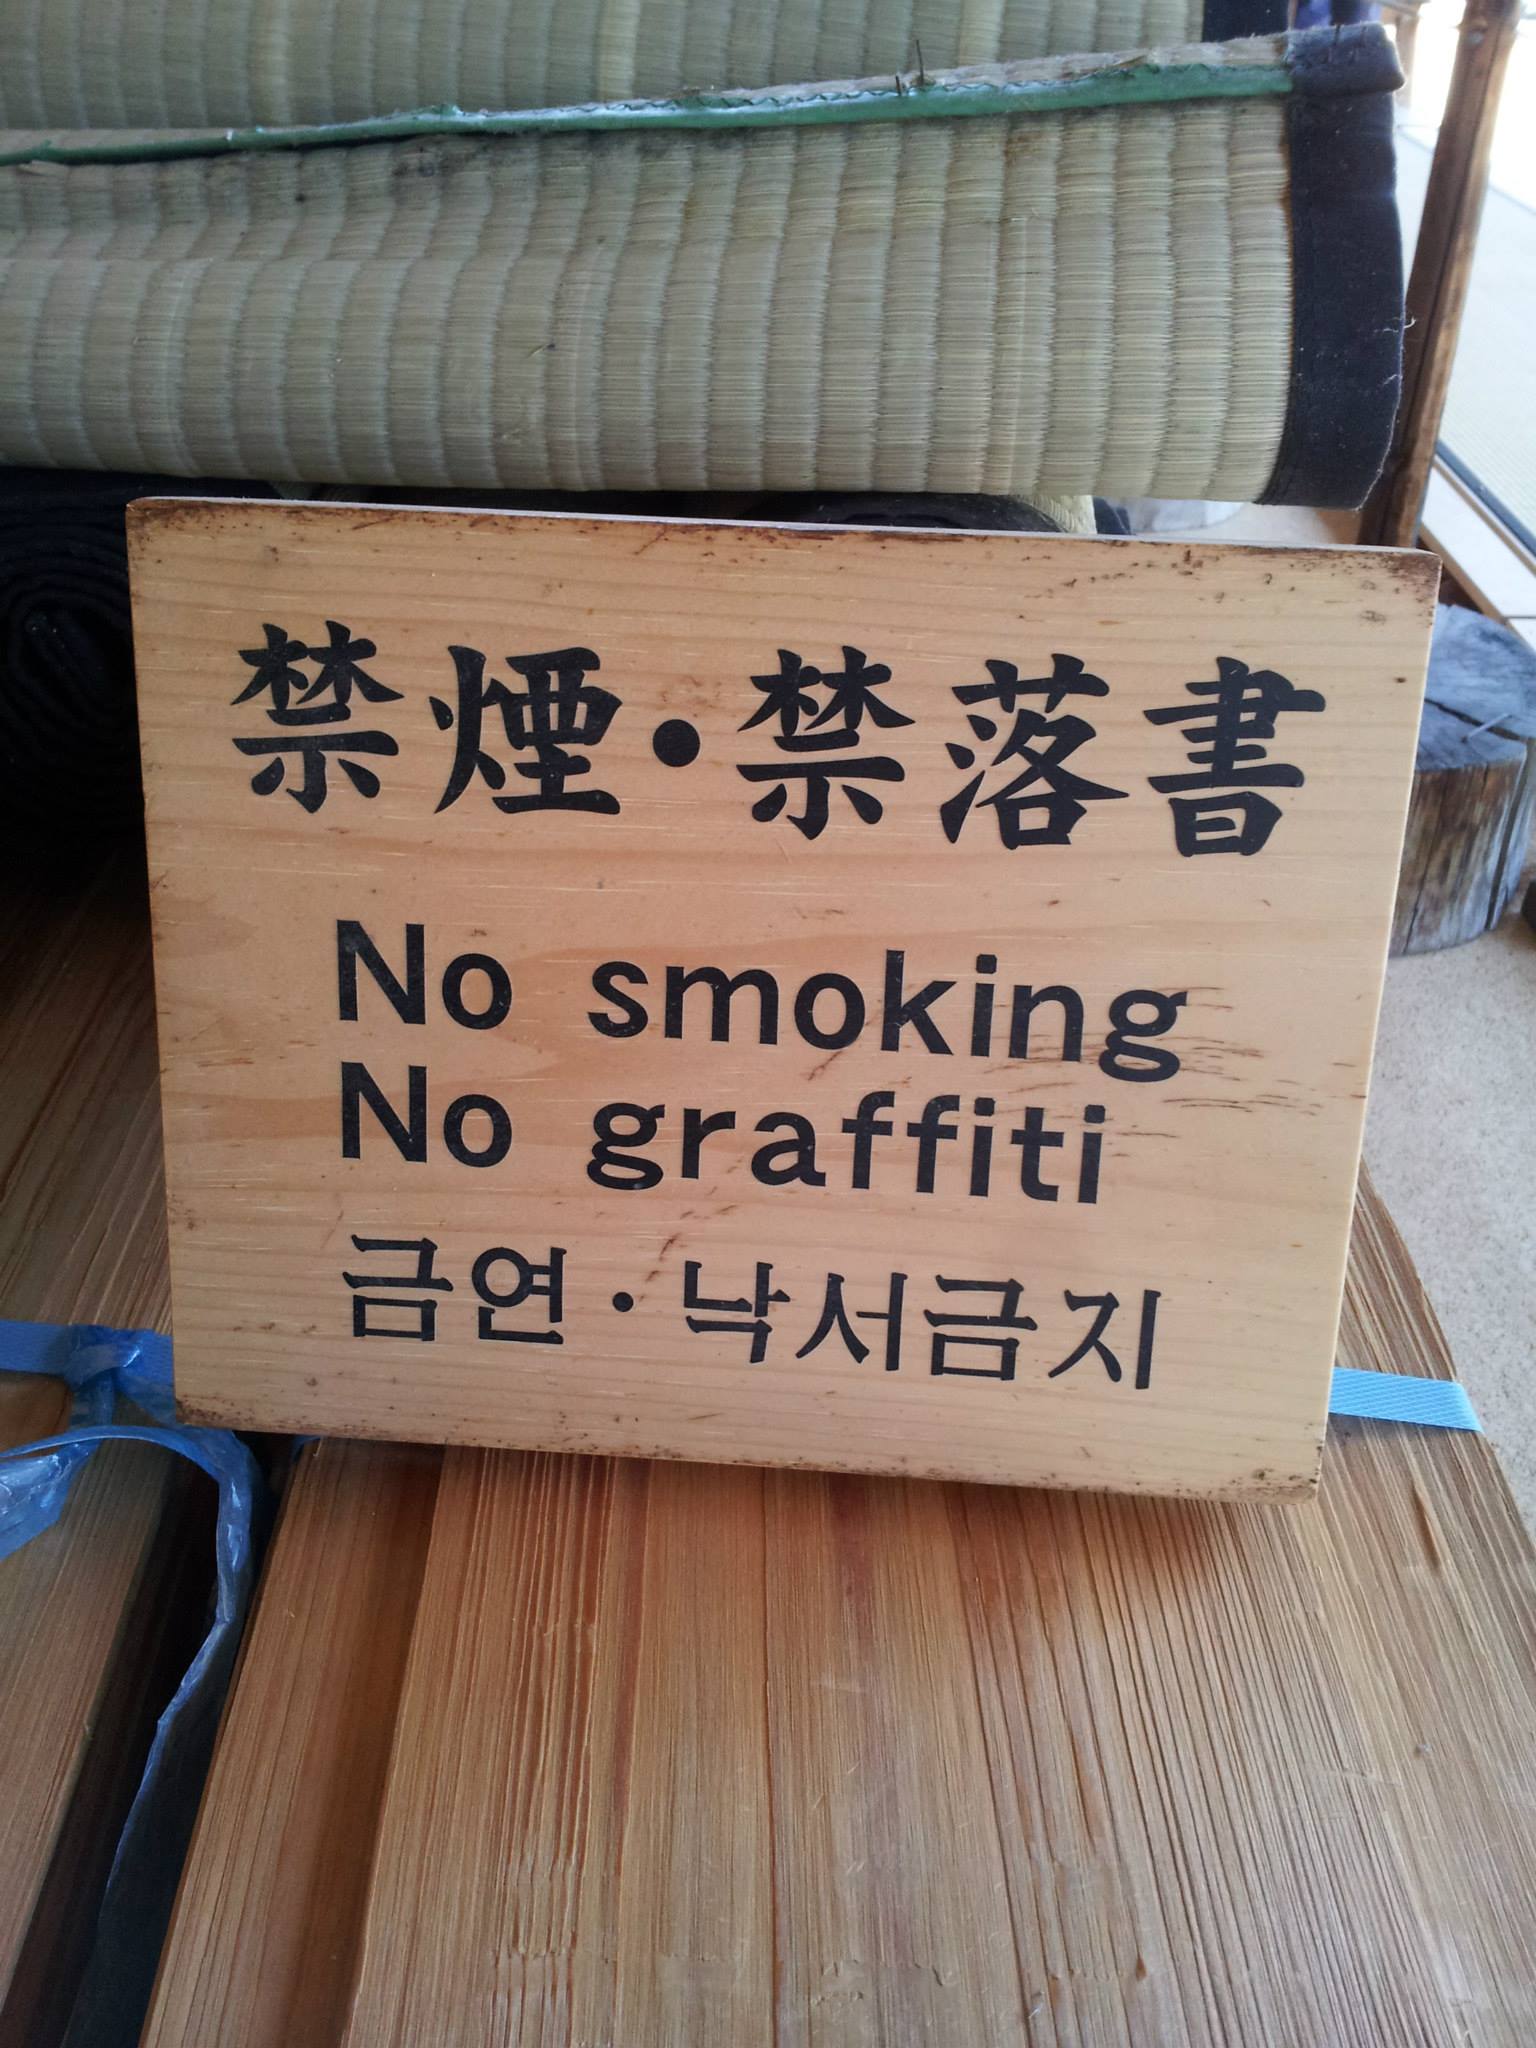 禁煙・禁落書
No smoking
No graffiti
금연・낙서금지